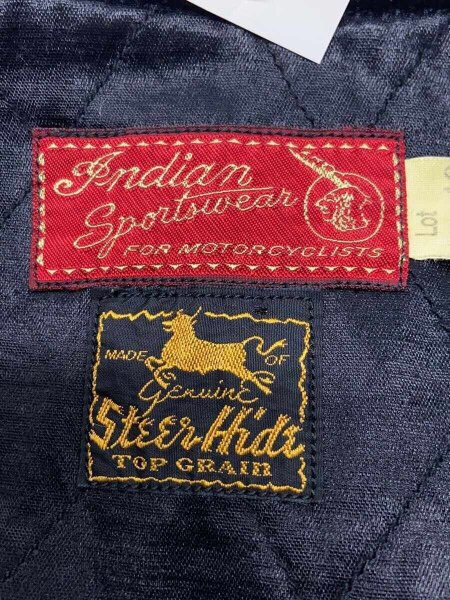 Indian
Sportswear
FOR MOTORCYCLISTS
Lot
MADE OF
Genuine
Steer Hide
TOP GRAIN